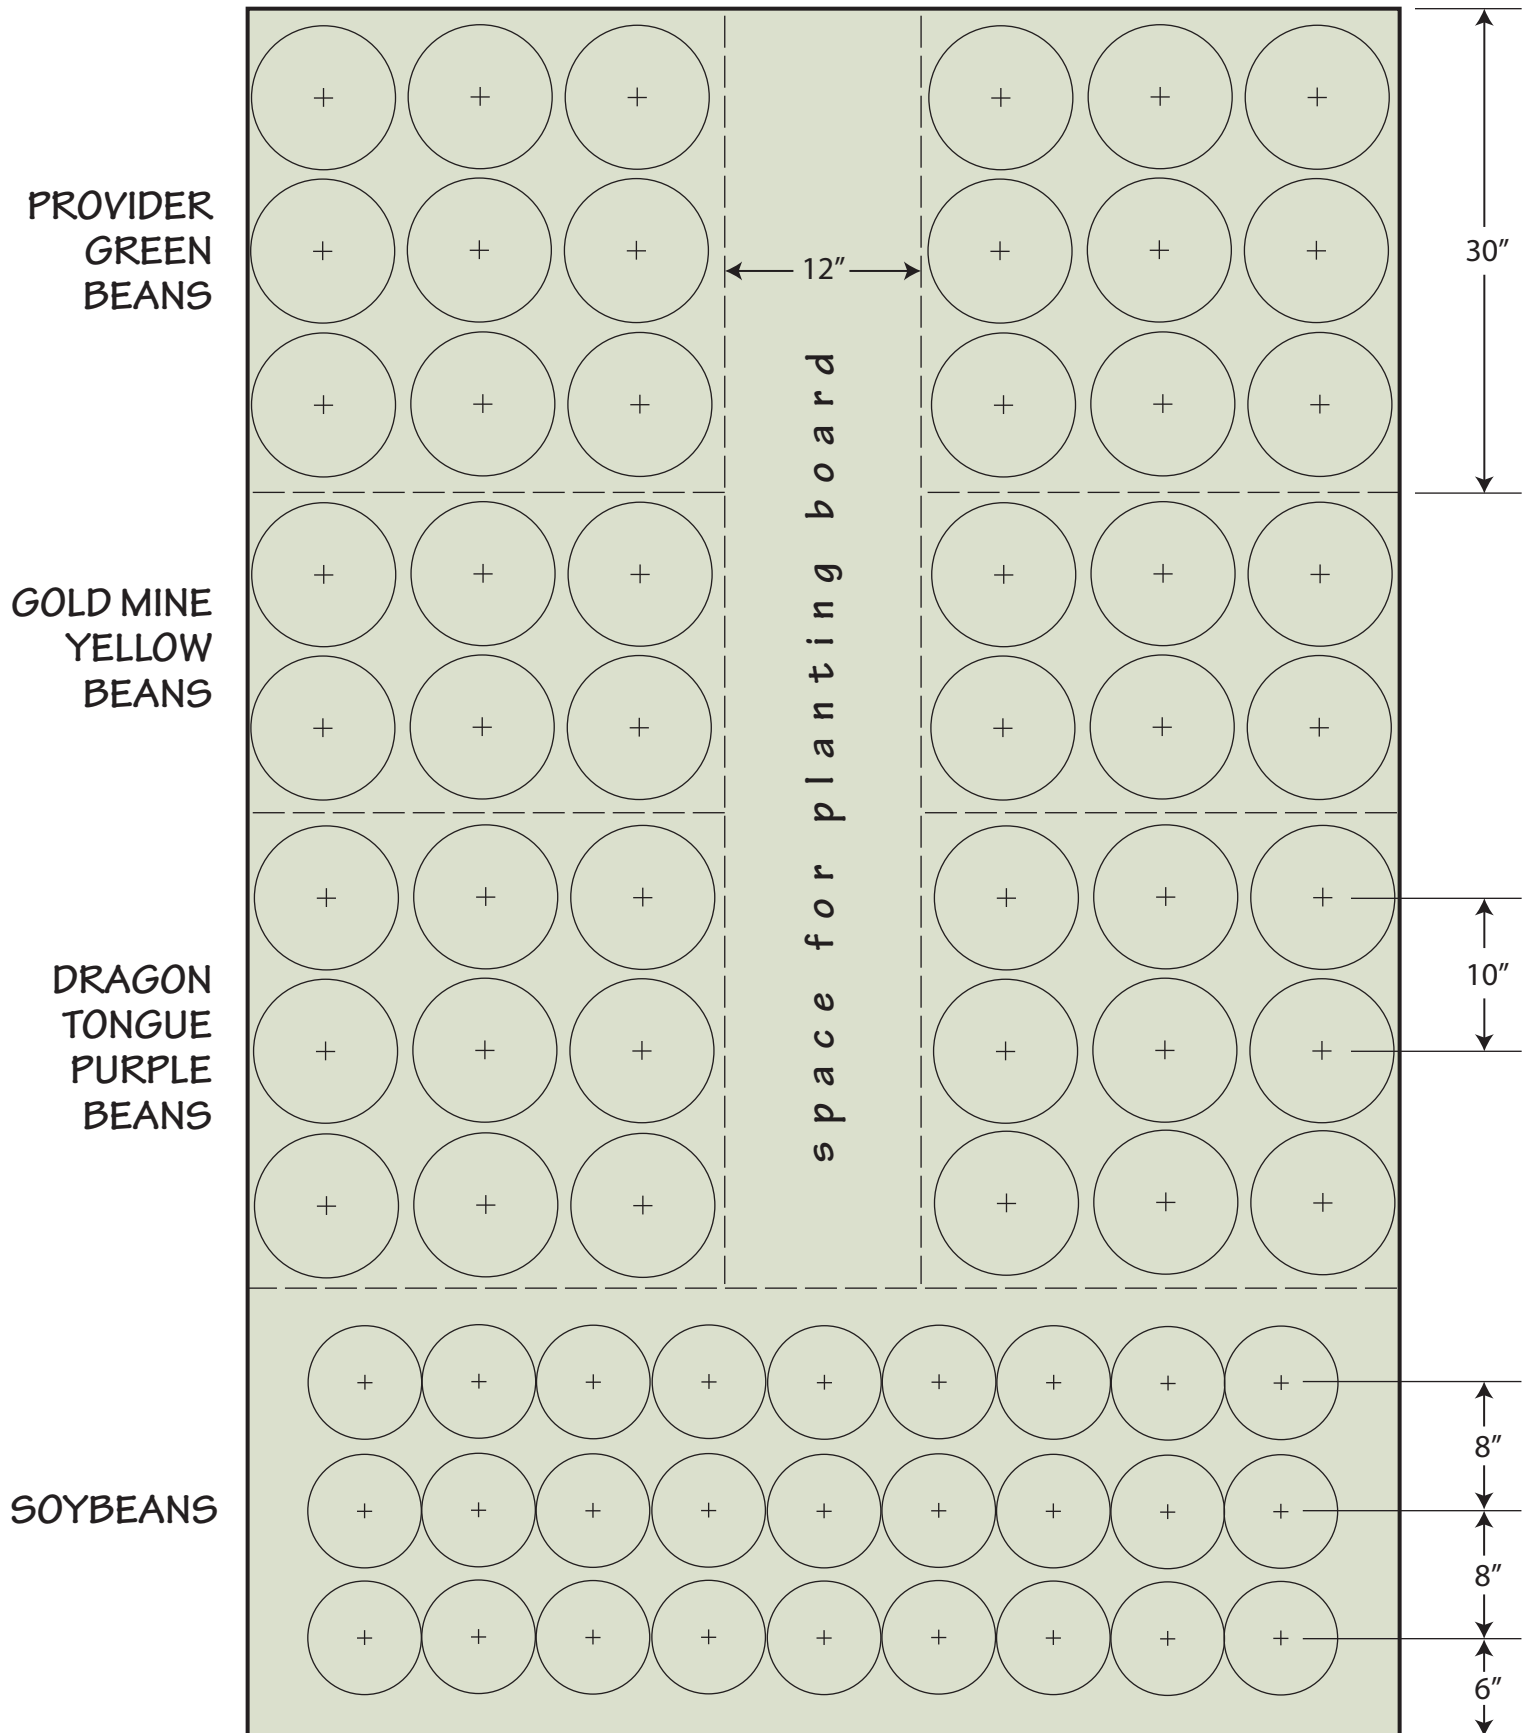 PROVIDER
GREEN
BEANS
12”
30”
space for planting board
GOLD MINE
YELLOW
BEANS
DRAGON
TONGUE
PURPLE
BEANS
10”
SOYBEANS
8”
8”
6”